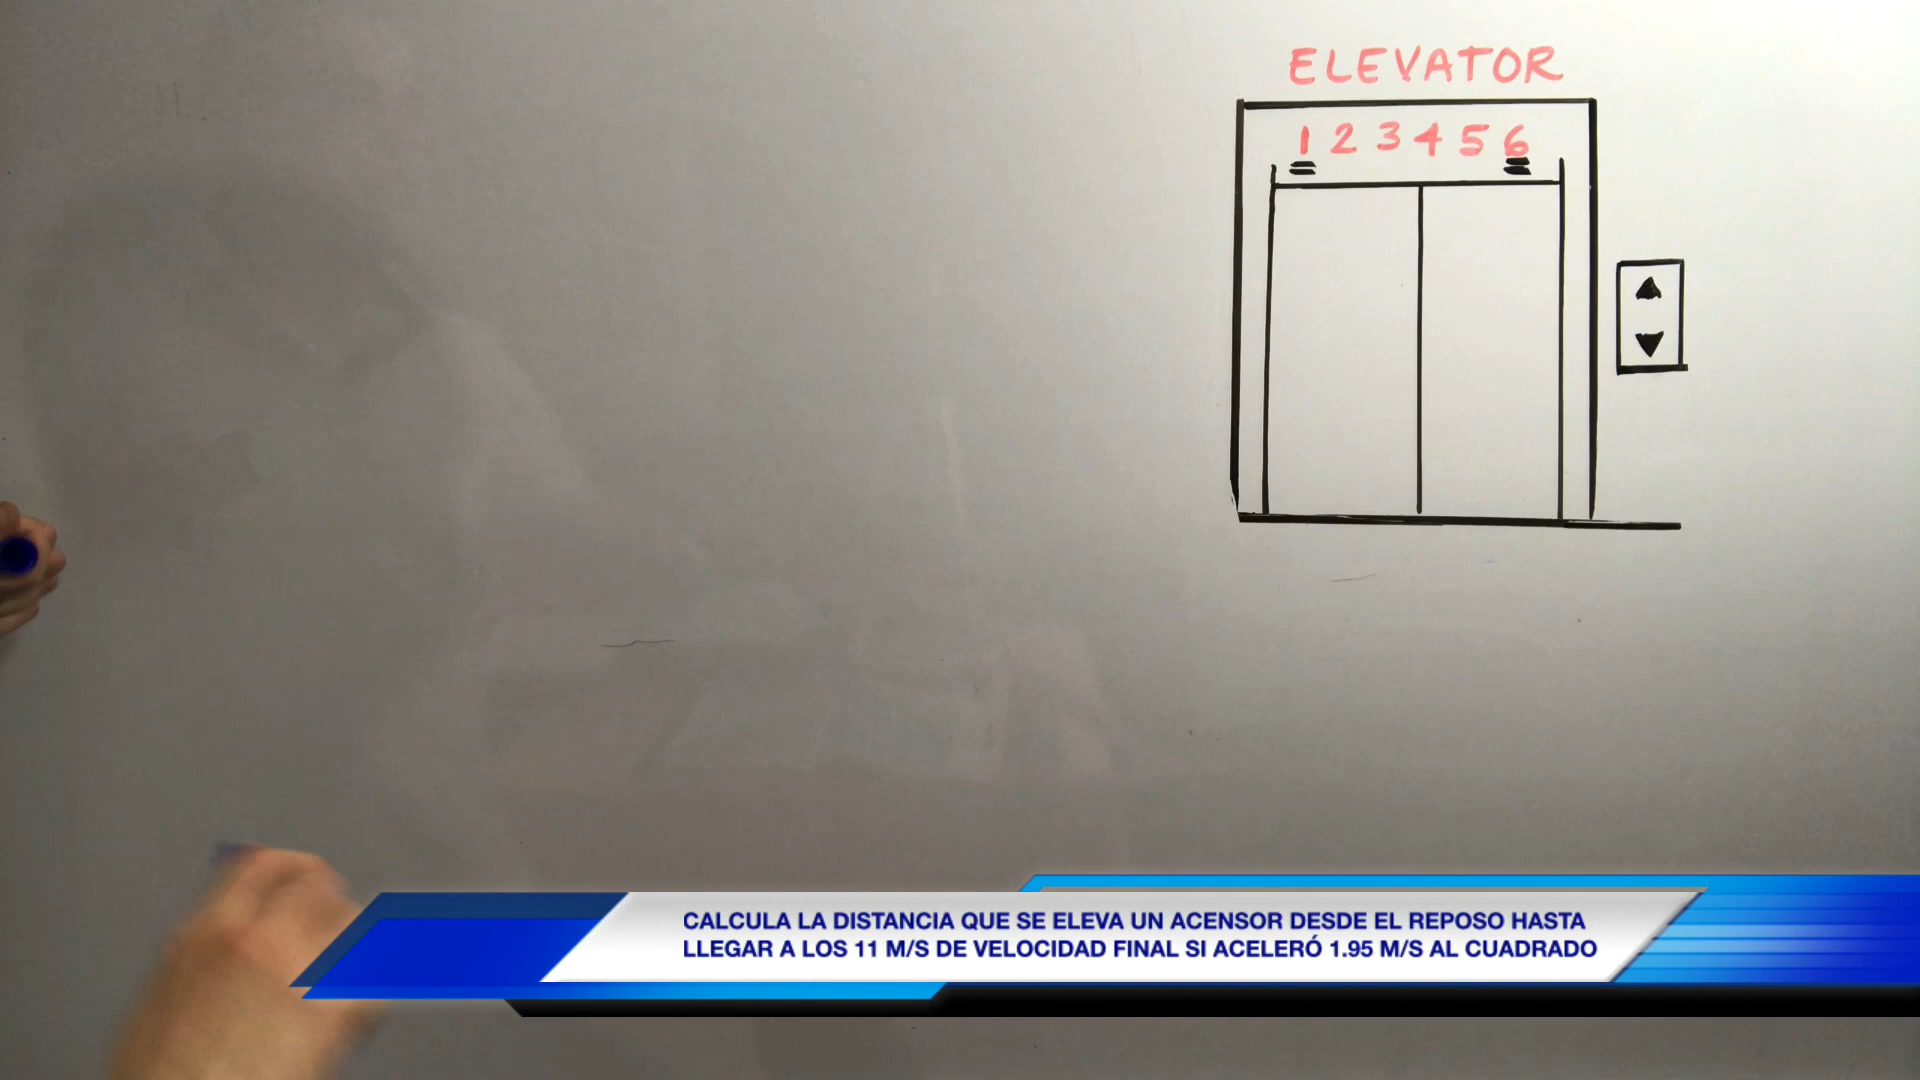 ELEVATOR
1 2 3 4 5 6
CALCULA LA DISTANCIA QUE SE ELEVA UN ACENSOR DESDE EL REPOSO HASTA
LLEGAR A LOS 11 M/S DE VELOCIDAD FINAL SI ACELERÓ 1.95 M/S AL CUADRADO